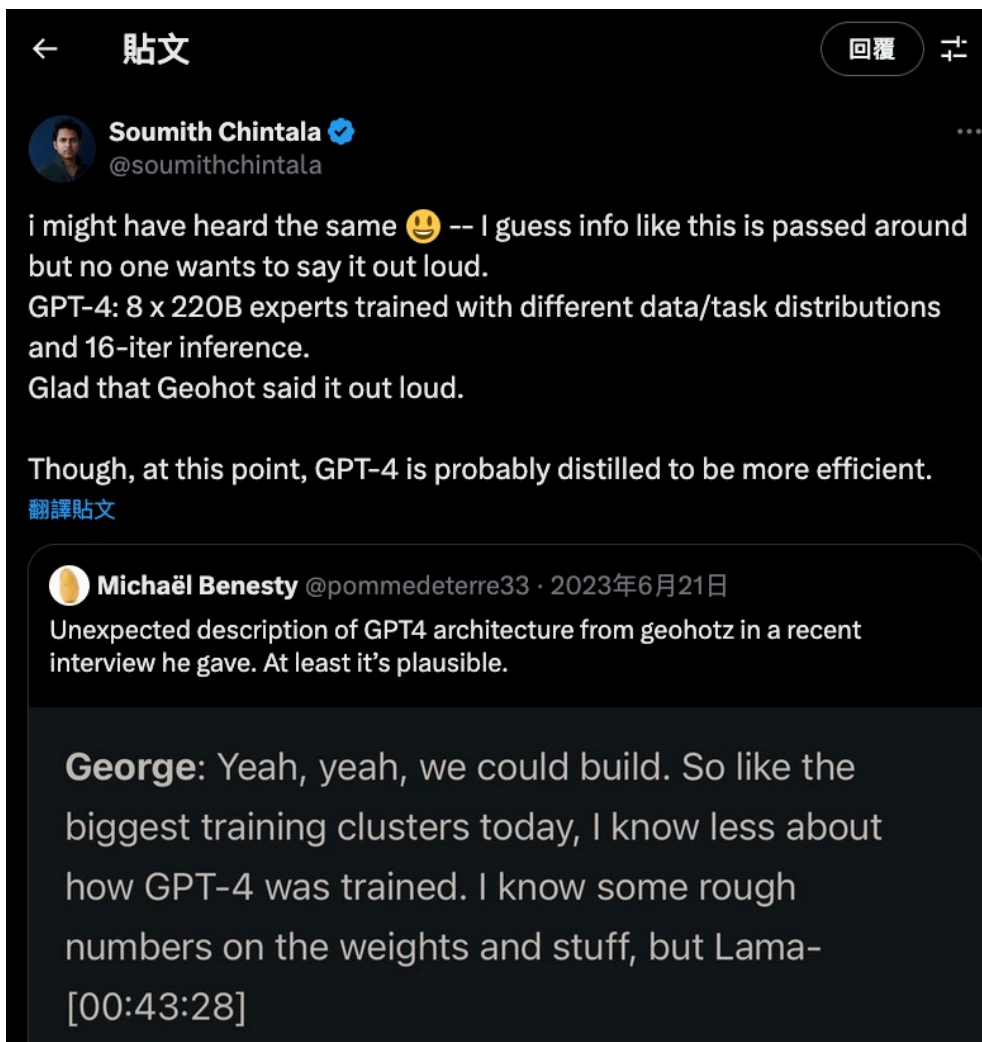 貼文
回覆
Soumith Chintala
@soumithchintala
i might have heard the same 😃 -- I guess info like this is passed around
but no one wants to say it out loud.
GPT-4: 8 x 220B experts trained with different data/task distributions
and 16-iter inference.
Glad that Geohot said it out loud.
Though, at this point, GPT-4 is probably distilled to be more efficient.
翻譯貼文
Michaël Benesty @pommedeterre33 · 2023年6月21日
Unexpected description of GPT4 architecture from geohotz in a recent
interview he gave. At least it’s plausible.
George: Yeah, yeah, we could build. So like the
biggest training clusters today, I know less about
how GPT-4 was trained. I know some rough
numbers on the weights and stuff, but Lama-
[00:43:28]